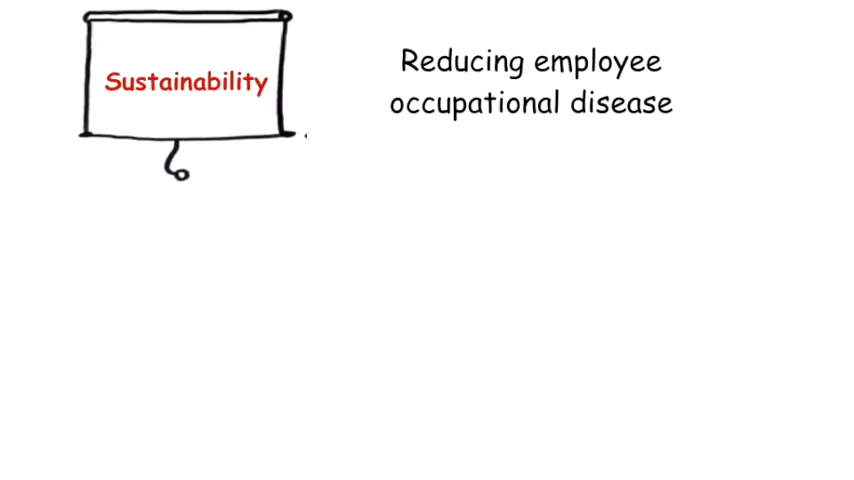 Sustainability
Reducing employee
occupational disease